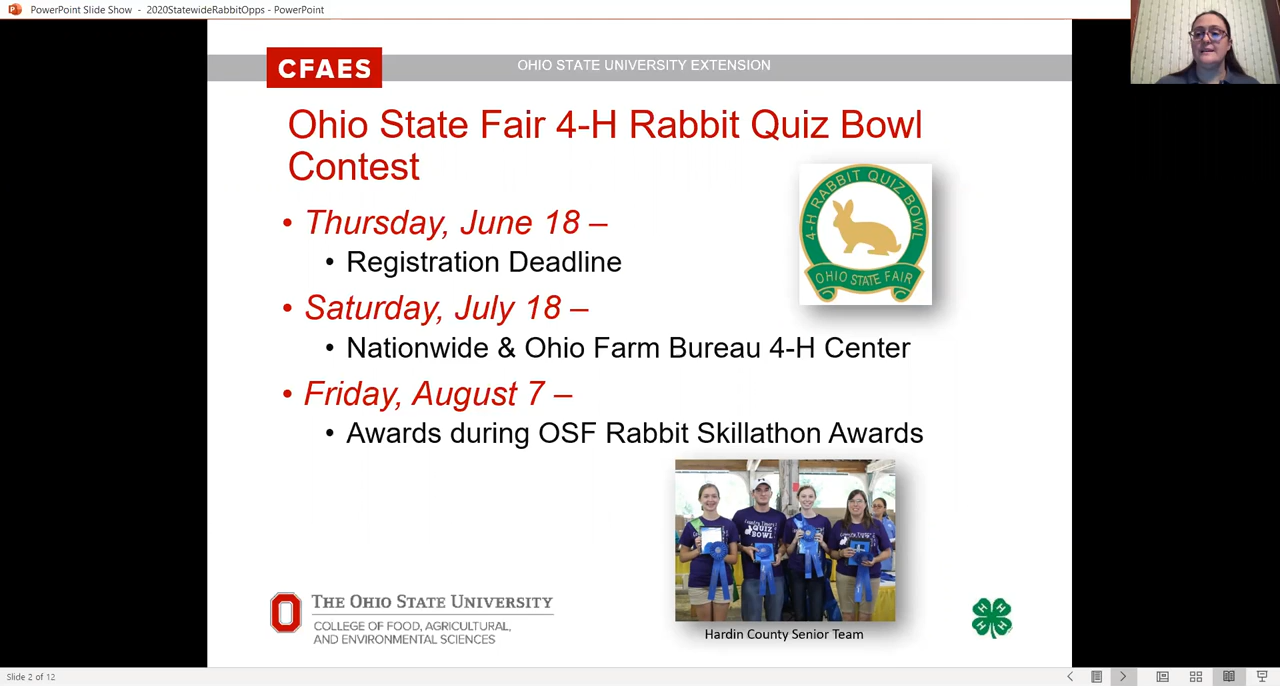 PowerPoint Slide Show - 2020StatewideRabbitOpps - PowerPoint
CFAES
OHIO STATE UNIVERSITY EXTENSION
Ohio State Fair 4-H Rabbit Quiz Bowl
Contest
4-H RABBIT QUIZ BOWL
OHIO STATE FAIR
• Thursday, June 18 –
• Registration Deadline
• Saturday, July 18 –
• Nationwide & Ohio Farm Bureau 4-H Center
• Friday, August 7 –
• Awards during OSF Rabbit Skillathon Awards
QUIZ
BOWL
Hardin County Senior Team
THE OHIO STATE UNIVERSITY
COLLEGE OF FOOD, AGRICULTURAL,
AND ENVIRONMENTAL SCIENCES
H H
H H
Slide 2 of 12